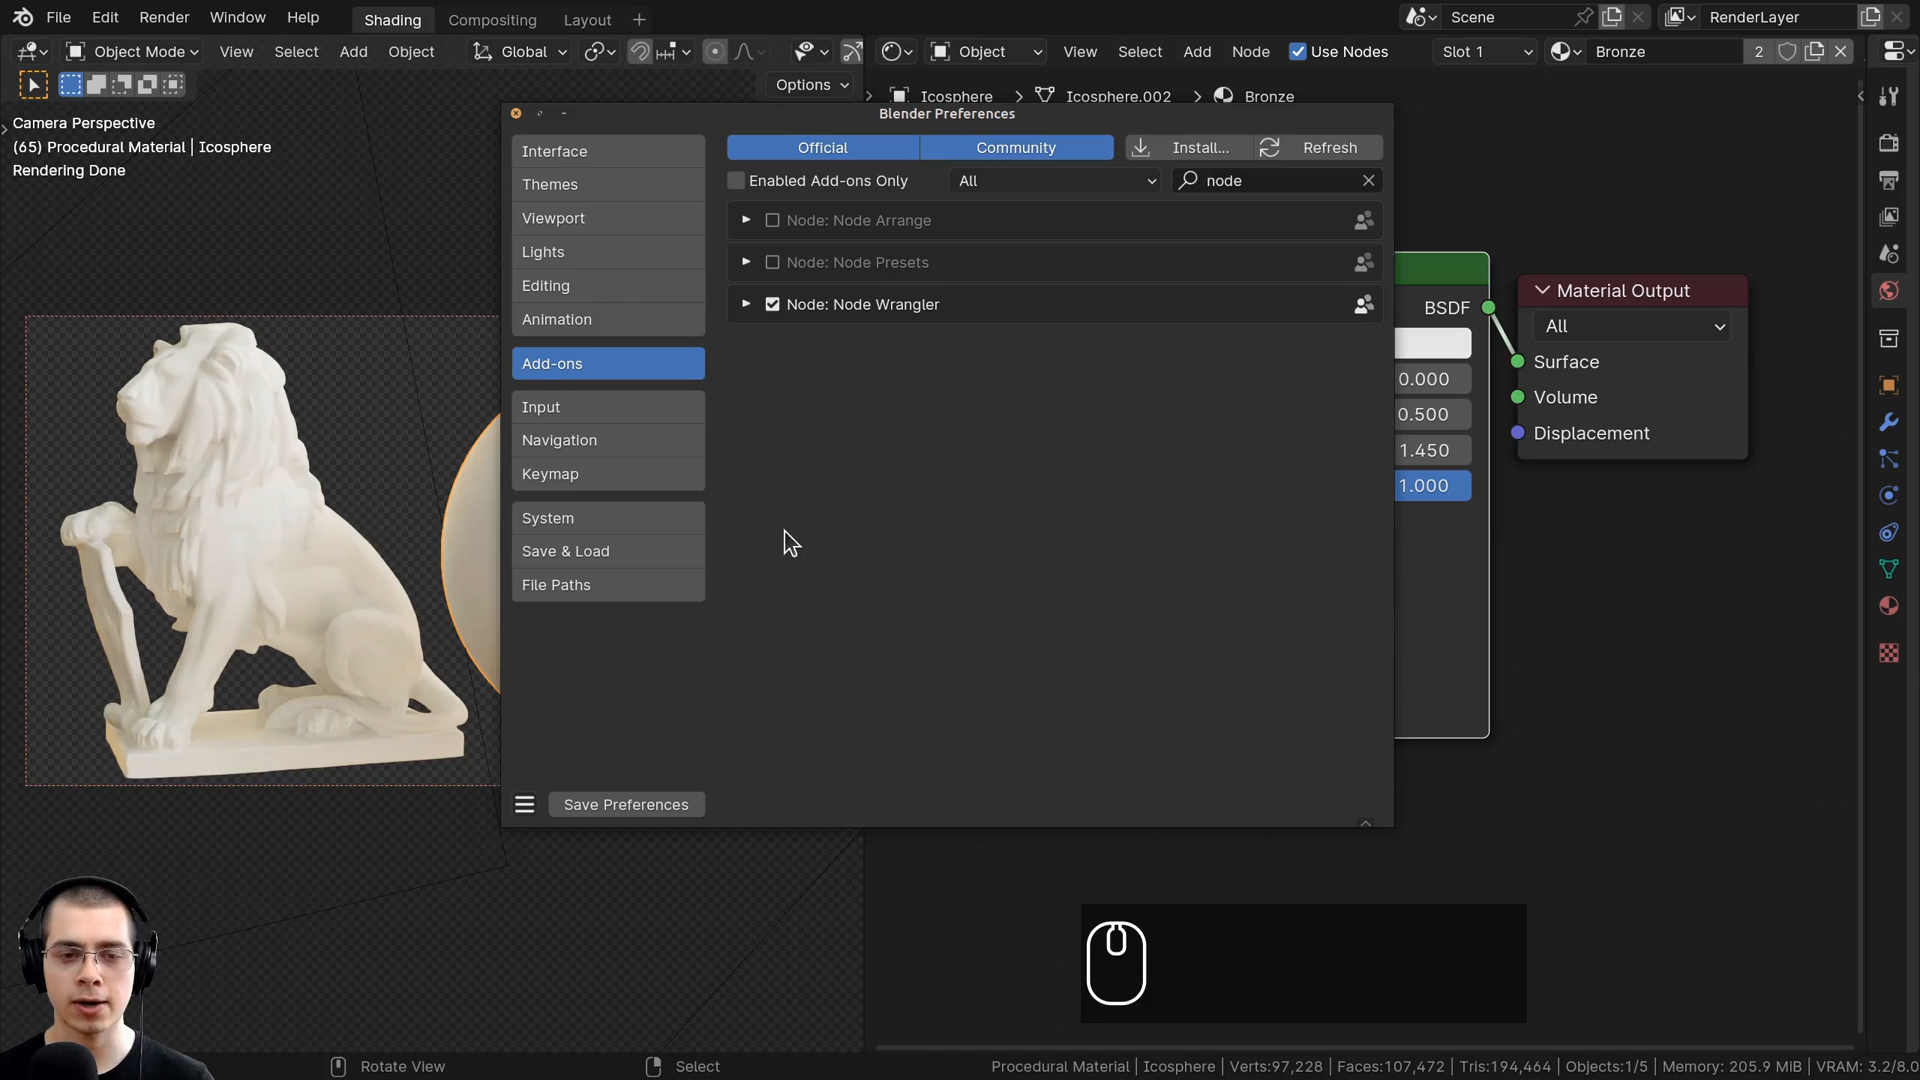 File Edit Render Window Help Shading Compositing Layout + Scene RenderLayer
Object Mode View Select Add Object Global Object View Select Add Node Use Nodes Slot 1 Bronze 2
Options
Icosphere > Icosphere.002 > Bronze
Camera Perspective
(65) Procedural Material | Icosphere
Rendering Done
Blender Preferences
Interface
Themes
Viewport
Lights
Editing
Animation
Add-ons
Input
Navigation
Keymap
System
Save & Load
File Paths
Save Preferences
Official Community Install... Refresh
Enabled Add-ons Only All node
Node: Node Arrange
Node: Node Presets
Node: Node Wrangler
BSDF
0.000
0.500
1.450
1.000
Material Output
All
Surface
Volume
Displacement
Rotate View Select Procedural Material | Icosphere | Verts:97,228 | Faces:107,472 | Tris:194,464 | Objects:1/5 | Memory: 205.9 MiB | VRAM: 3.2/8.0